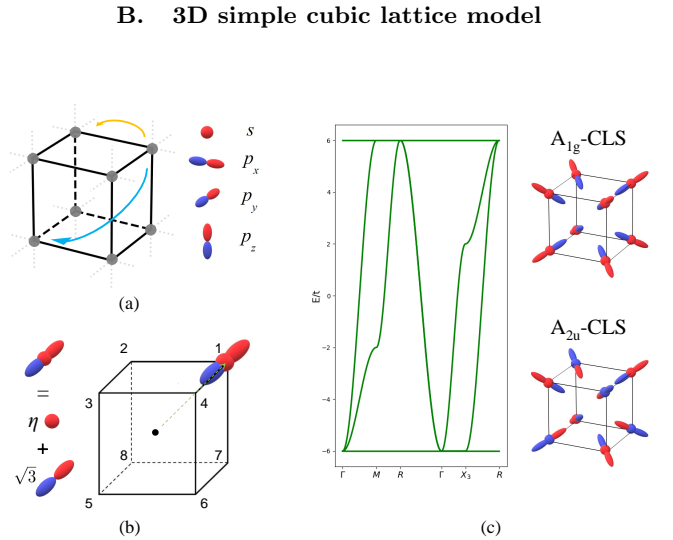 B. 3D simple cubic lattice model
s
p_x
p_y
p_z
(a)
1
2
3
4
5
6
7
8
=
η
+
√3
(b)
E/t
6
4
2
0
−2
−4
−6
Γ M R Γ X_3 R
(c)
A_1g-CLS
A_2u-CLS